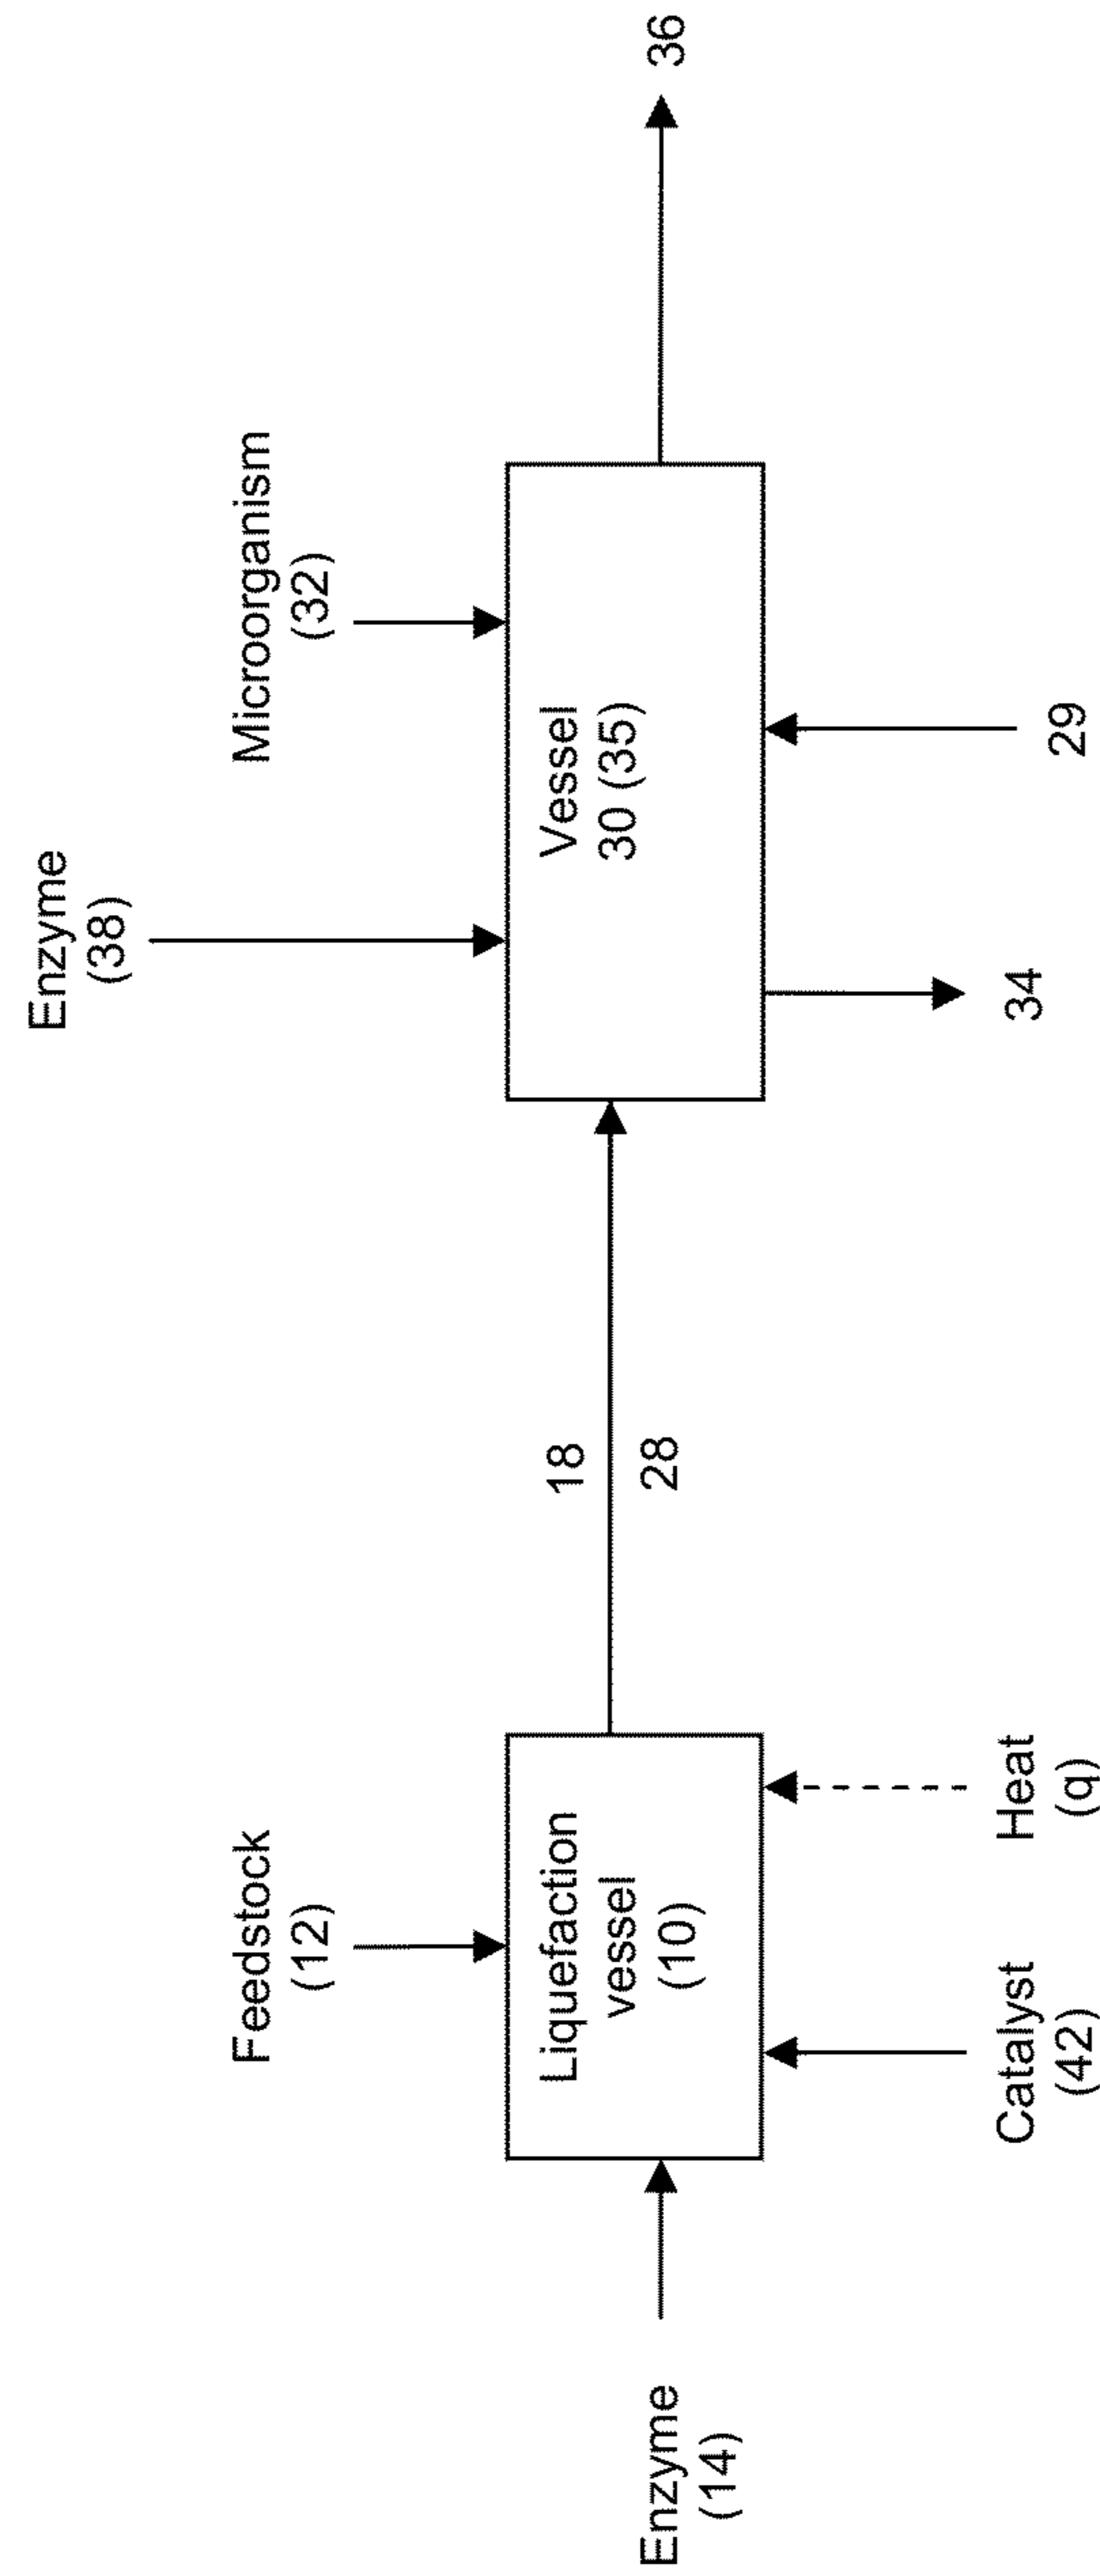 Enzyme
(14)
Feedstock
(12)
Liquefaction
vessel
(10)
Catalyst
(42)
Heat
(q)
18
28
Enzyme
(38)
Microorganism
(32)
Vessel
30 (35)
34
29
36